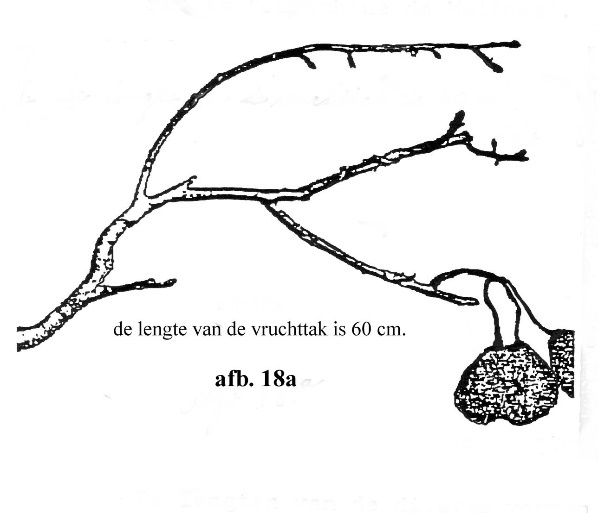 de lengte van de vruchttak is 60 cm.
afb. 18a